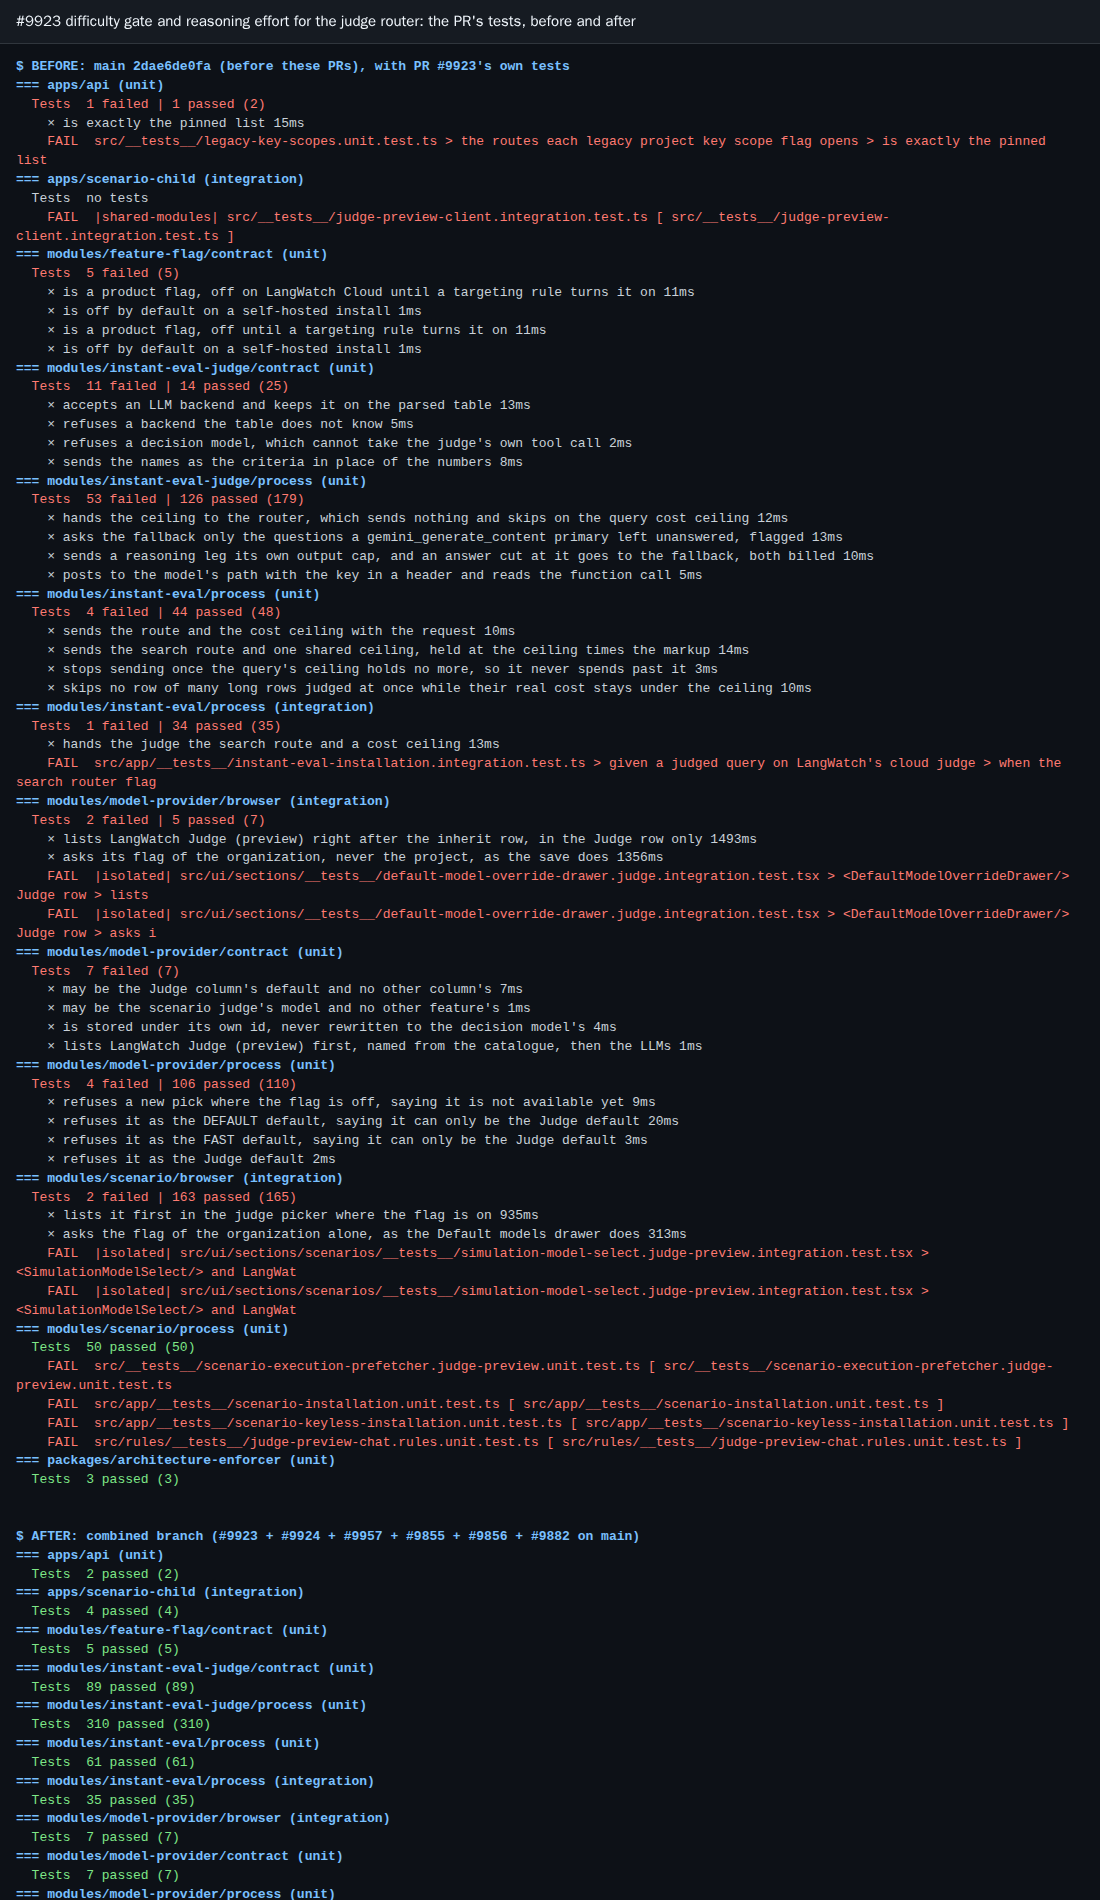 #9923 difficulty gate and reasoning effort for the judge router: the PR's tests, before and after
$ BEFORE: main 2dae6de0fa (before these PRs), with PR #9923's own tests
=== apps/api (unit)
Tests  1 failed | 1 passed (2)
× is exactly the pinned list 15ms
FAIL  src/__tests__/legacy-key-scopes.unit.test.ts > the routes each legacy project key scope flag opens > is exactly the pinned
list
=== apps/scenario-child (integration)
Tests  no tests
FAIL  |shared-modules| src/__tests__/judge-preview-client.integration.test.ts [ src/__tests__/judge-preview-
client.integration.test.ts ]
=== modules/feature-flag/contract (unit)
Tests  5 failed (5)
× is a product flag, off on LangWatch Cloud until a targeting rule turns it on 11ms
× is off by default on a self-hosted install 1ms
× is a product flag, off until a targeting rule turns it on 11ms
× is off by default on a self-hosted install 1ms
=== modules/instant-eval-judge/contract (unit)
Tests  11 failed | 14 passed (25)
× accepts an LLM backend and keeps it on the parsed table 13ms
× refuses a backend the table does not know 5ms
× refuses a decision model, which cannot take the judge's own tool call 2ms
× sends the names as the criteria in place of the numbers 8ms
=== modules/instant-eval-judge/process (unit)
Tests  53 failed | 126 passed (179)
× hands the ceiling to the router, which sends nothing and skips on the query cost ceiling 12ms
× asks the fallback only the questions a gemini_generate_content primary left unanswered, flagged 13ms
× sends a reasoning leg its own output cap, and an answer cut at it goes to the fallback, both billed 10ms
× posts to the model's path with the key in a header and reads the function call 5ms
=== modules/instant-eval/process (unit)
Tests  4 failed | 44 passed (48)
× sends the route and the cost ceiling with the request 10ms
× sends the search route and one shared ceiling, held at the ceiling times the markup 14ms
× stops sending once the query's ceiling holds no more, so it never spends past it 3ms
× skips no row of many long rows judged at once while their real cost stays under the ceiling 10ms
=== modules/instant-eval/process (integration)
Tests  1 failed | 34 passed (35)
× hands the judge the search route and a cost ceiling 13ms
FAIL  src/app/__tests__/instant-eval-installation.integration.test.ts > given a judged query on LangWatch's cloud judge > when the
search router flag
=== modules/model-provider/browser (integration)
Tests  2 failed | 5 passed (7)
× lists LangWatch Judge (preview) right after the inherit row, in the Judge row only 1493ms
× asks its flag of the organization, never the project, as the save does 1356ms
FAIL  |isolated| src/ui/sections/__tests__/default-model-override-drawer.judge.integration.test.tsx > <DefaultModelOverrideDrawer/>
Judge row > lists
FAIL  |isolated| src/ui/sections/__tests__/default-model-override-drawer.judge.integration.test.tsx > <DefaultModelOverrideDrawer/>
Judge row > asks i
=== modules/model-provider/contract (unit)
Tests  7 failed (7)
× may be the Judge column's default and no other column's 7ms
× may be the scenario judge's model and no other feature's 1ms
× is stored under its own id, never rewritten to the decision model's 4ms
× lists LangWatch Judge (preview) first, named from the catalogue, then the LLMs 1ms
=== modules/model-provider/process (unit)
Tests  4 failed | 106 passed (110)
× refuses a new pick where the flag is off, saying it is not available yet 9ms
× refuses it as the DEFAULT default, saying it can only be the Judge default 20ms
× refuses it as the FAST default, saying it can only be the Judge default 3ms
× refuses it as the Judge default 2ms
=== modules/scenario/browser (integration)
Tests  2 failed | 163 passed (165)
× lists it first in the judge picker where the flag is on 935ms
× asks the flag of the organization alone, as the Default models drawer does 313ms
FAIL  |isolated| src/ui/sections/scenarios/__tests__/simulation-model-select.judge-preview.integration.test.tsx >
<SimulationModelSelect/> and LangWat
FAIL  |isolated| src/ui/sections/scenarios/__tests__/simulation-model-select.judge-preview.integration.test.tsx >
<SimulationModelSelect/> and LangWat
=== modules/scenario/process (unit)
Tests  50 passed (50)
FAIL  src/__tests__/scenario-execution-prefetcher.judge-preview.unit.test.ts [ src/__tests__/scenario-execution-prefetcher.judge-
preview.unit.test.ts
FAIL  src/app/__tests__/scenario-installation.unit.test.ts [ src/app/__tests__/scenario-installation.unit.test.ts ]
FAIL  src/app/__tests__/scenario-keyless-installation.unit.test.ts [ src/app/__tests__/scenario-keyless-installation.unit.test.ts ]
FAIL  src/rules/__tests__/judge-preview-chat.rules.unit.test.ts [ src/rules/__tests__/judge-preview-chat.rules.unit.test.ts ]
=== packages/architecture-enforcer (unit)
Tests  3 passed (3)
$ AFTER: combined branch (#9923 + #9924 + #9957 + #9855 + #9856 + #9882 on main)
=== apps/api (unit)
Tests  2 passed (2)
=== apps/scenario-child (integration)
Tests  4 passed (4)
=== modules/feature-flag/contract (unit)
Tests  5 passed (5)
=== modules/instant-eval-judge/contract (unit)
Tests  89 passed (89)
=== modules/instant-eval-judge/process (unit)
Tests  310 passed (310)
=== modules/instant-eval/process (unit)
Tests  61 passed (61)
=== modules/instant-eval/process (integration)
Tests  35 passed (35)
=== modules/model-provider/browser (integration)
Tests  7 passed (7)
=== modules/model-provider/contract (unit)
Tests  7 passed (7)
=== modules/model-provider/process (unit)